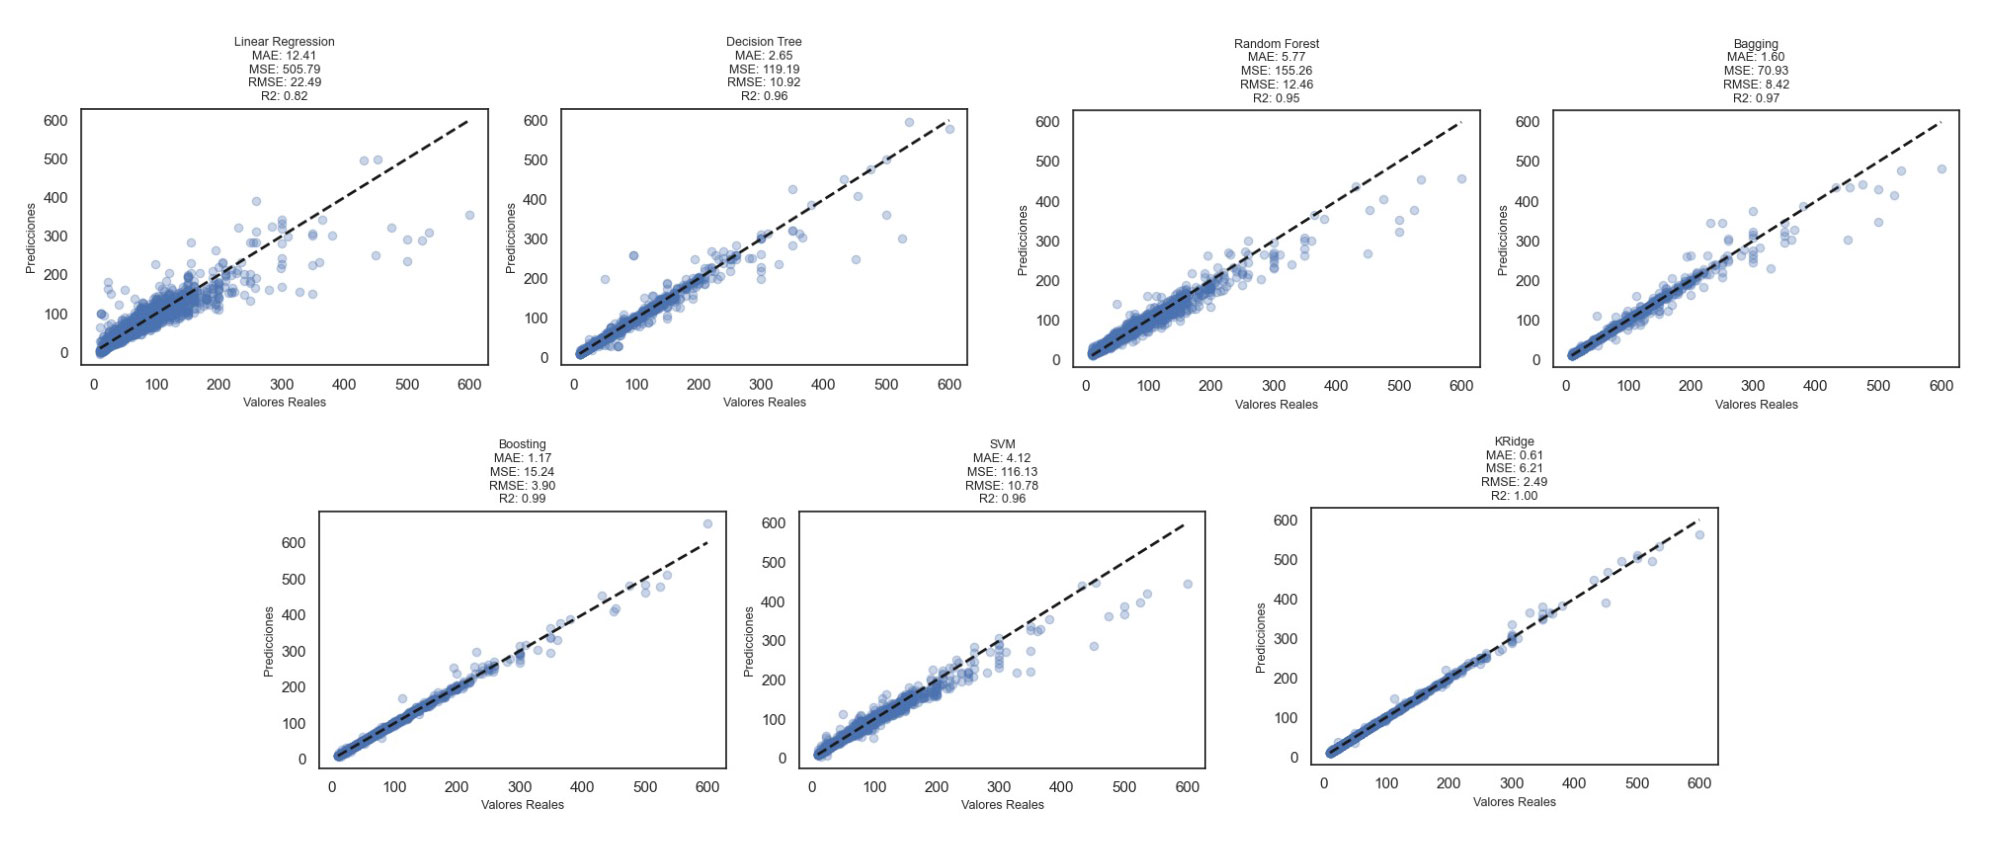 Linear Regression
MAE: 12.41
MSE: 505.79
RMSE: 22.49
R2: 0.82
600
500
400
300
200
100
0
Predicciones
0 100 200 300 400 500 600
Valores Reales
Decision Tree
MAE: 2.65
MSE: 119.19
RMSE: 10.92
R2: 0.96
600
500
400
300
200
100
0
Predicciones
0 100 200 300 400 500 600
Valores Reales
Random Forest
MAE: 5.77
MSE: 155.26
RMSE: 12.46
R2: 0.95
600
500
400
300
200
100
0
Predicciones
0 100 200 300 400 500 600
Valores Reales
Bagging
MAE: 1.60
MSE: 70.93
RMSE: 8.42
R2: 0.97
600
500
400
300
200
100
0
Predicciones
0 100 200 300 400 500 600
Valores Reales
Boosting
MAE: 1.17
MSE: 15.24
RMSE: 3.90
R2: 0.99
600
500
400
300
200
100
0
Predicciones
0 100 200 300 400 500 600
Valores Reales
SVM
MAE: 4.12
MSE: 116.13
RMSE: 10.78
R2: 0.96
600
500
400
300
200
100
0
Predicciones
0 100 200 300 400 500 600
Valores Reales
KRidge
MAE: 0.61
MSE: 6.21
RMSE: 2.49
R2: 1.00
600
500
400
300
200
100
0
Predicciones
0 100 200 300 400 500 600
Valores Reales